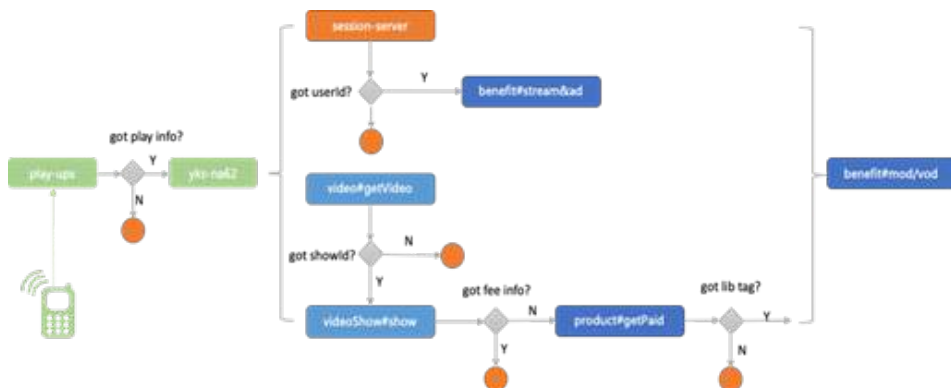 session-server
got userId?
Y
benefit#stream&ad
got play info?
play-ups
Y
yks-na62
N
video#getVideo
benefit#mod/vod
got showId?
N
Y
got fee info?
got lib tag?
videoShow#show
N
product#getPaid
Y
Y
N